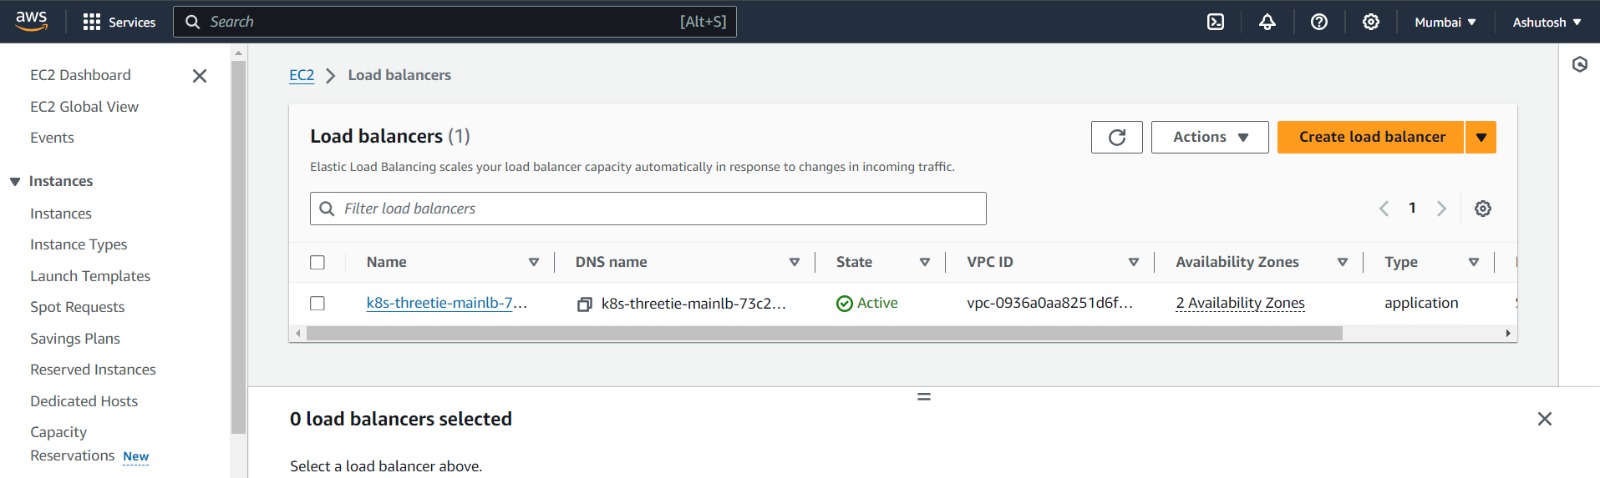 aws Services Search [Alt+S] Mumbai Ashutosh
EC2 Dashboard
EC2 Global View
Events
Instances
Instances
Instance Types
Launch Templates
Spot Requests
Savings Plans
Reserved Instances
Dedicated Hosts
Capacity
Reservations New
EC2 Load balancers
Load balancers (1)
Actions Create load balancer
Elastic Load Balancing scales your load balancer capacity automatically in response to changes in incoming traffic.
Filter load balancers
1
Name DNS name State VPC ID Availability Zones Type
k8s-threetie-mainlb-7... k8s-threetie-mainlb-73c2... Active vpc-0936a0aa8251d6f... 2 Availability Zones application
0 load balancers selected
Select a load balancer above.